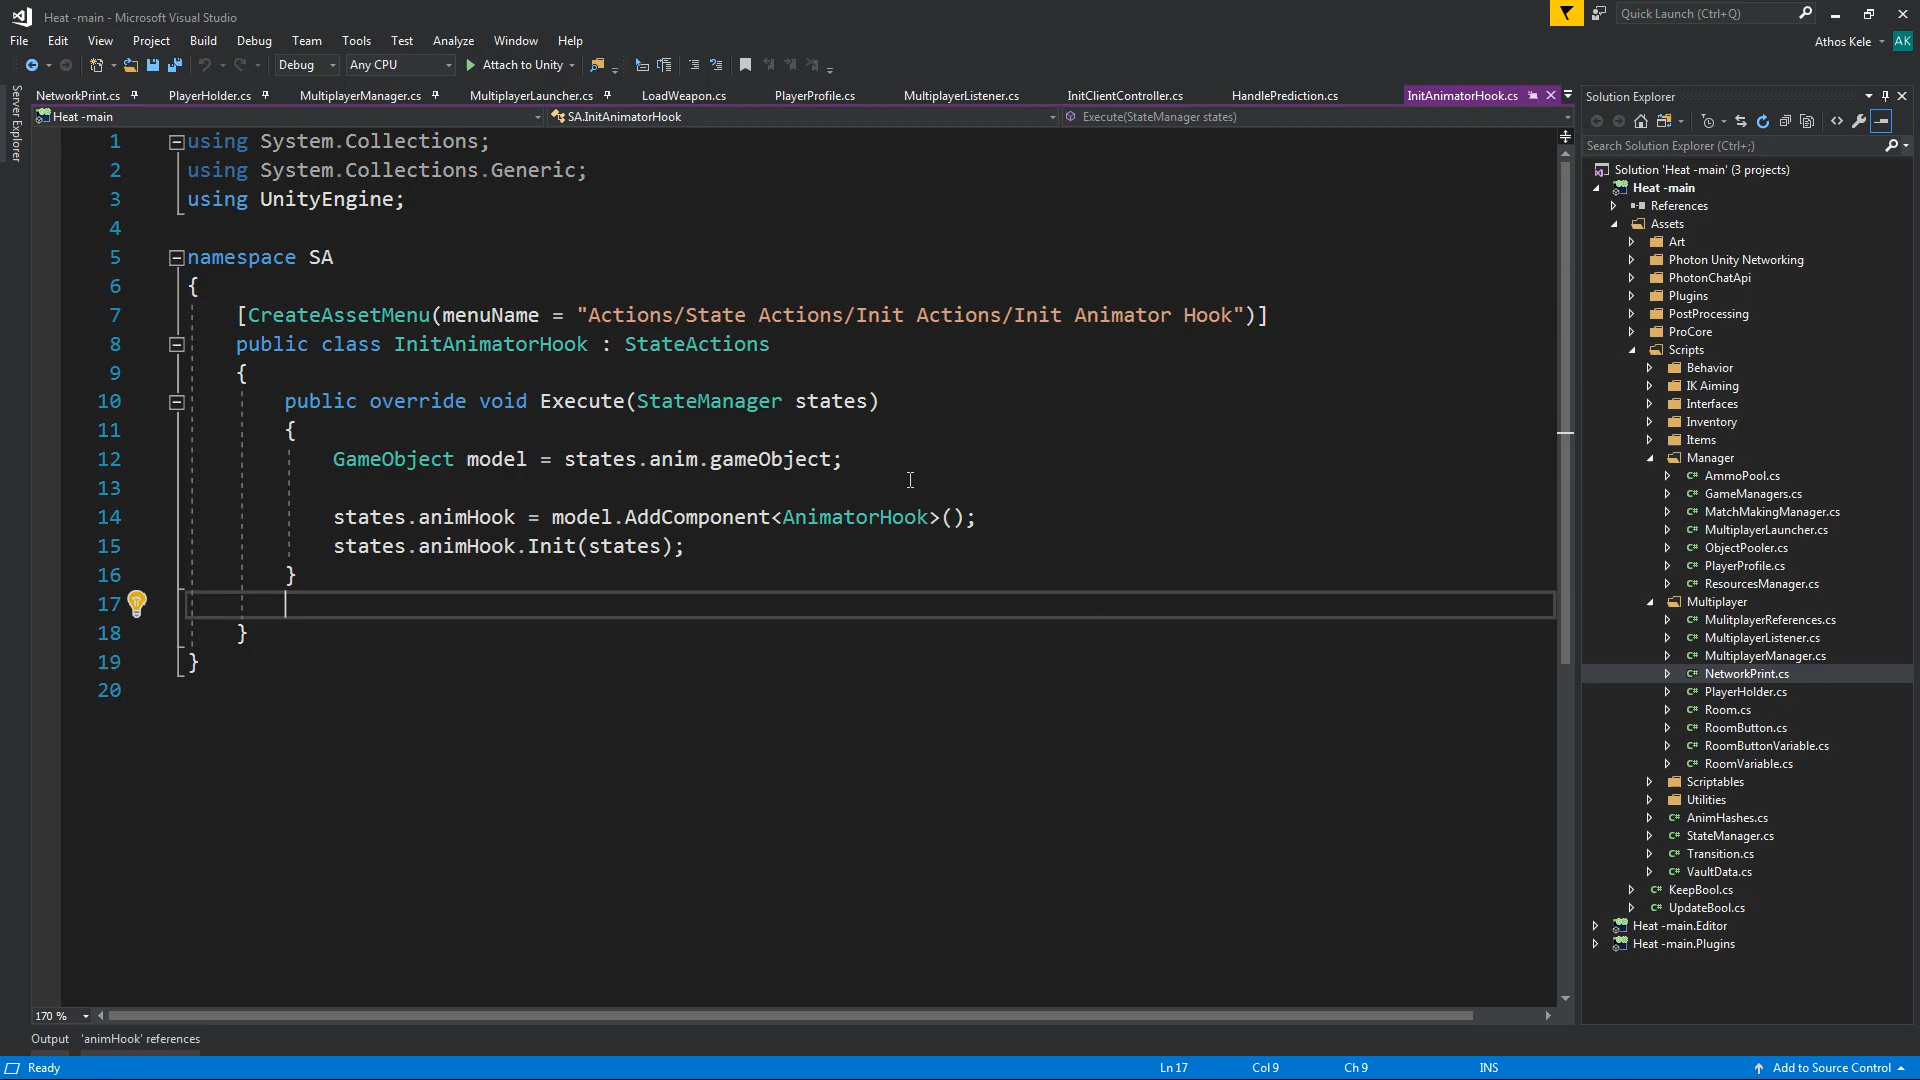 Heat -main - Microsoft Visual Studio
Quick Launch (Ctrl+Q)
File Edit View Project Build Debug Team Tools Test Analyze Window Help
Athos Kele AK
Debug Any CPU Attach to Unity
Server Explorer
NetworkPrint.cs PlayerHolder.cs MultiplayerManager.cs MultiplayerLauncher.cs LoadWeapon.cs PlayerProfile.cs MultiplayerListener.cs InitClientController.cs HandlePrediction.cs InitAnimatorHook.cs
Heat -main SA.InitAnimatorHook Execute(StateManager states)
1 using System.Collections;
2 using System.Collections.Generic;
3 using UnityEngine;
4
5 namespace SA
6 {
7 [CreateAssetMenu(menuName = "Actions/State Actions/Init Actions/Init Animator Hook")]
8 public class InitAnimatorHook : StateActions
9 {
10 public override void Execute(StateManager states)
11 {
12 GameObject model = states.anim.gameObject;
13
14 states.animHook = model.AddComponent<AnimatorHook>();
15 states.animHook.Init(states);
16 }
17
18 }
19 }
20
170 %
Output 'animHook' references
Solution Explorer
Search Solution Explorer (Ctrl+;)
Solution 'Heat -main' (3 projects)
Heat -main
References
Assets
Art
Photon Unity Networking
PhotonChatApi
Plugins
PostProcessing
ProCore
Scripts
Behavior
IK Aiming
Interfaces
Inventory
Items
Manager
C# AmmoPool.cs
C# GameManagers.cs
C# MatchMakingManager.cs
C# MultiplayerLauncher.cs
C# ObjectPooler.cs
C# PlayerProfile.cs
C# ResourcesManager.cs
Multiplayer
C# MulitplayerReferences.cs
C# MultiplayerListener.cs
C# MultiplayerManager.cs
C# NetworkPrint.cs
C# PlayerHolder.cs
C# Room.cs
C# RoomButton.cs
C# RoomButtonVariable.cs
C# RoomVariable.cs
Scriptables
Utilities
C# AnimHashes.cs
C# StateManager.cs
C# Transition.cs
C# VaultData.cs
C# KeepBool.cs
C# UpdateBool.cs
Heat -main.Editor
Heat -main.Plugins
Ready Ln 17 Col 9 Ch 9 INS Add to Source Control